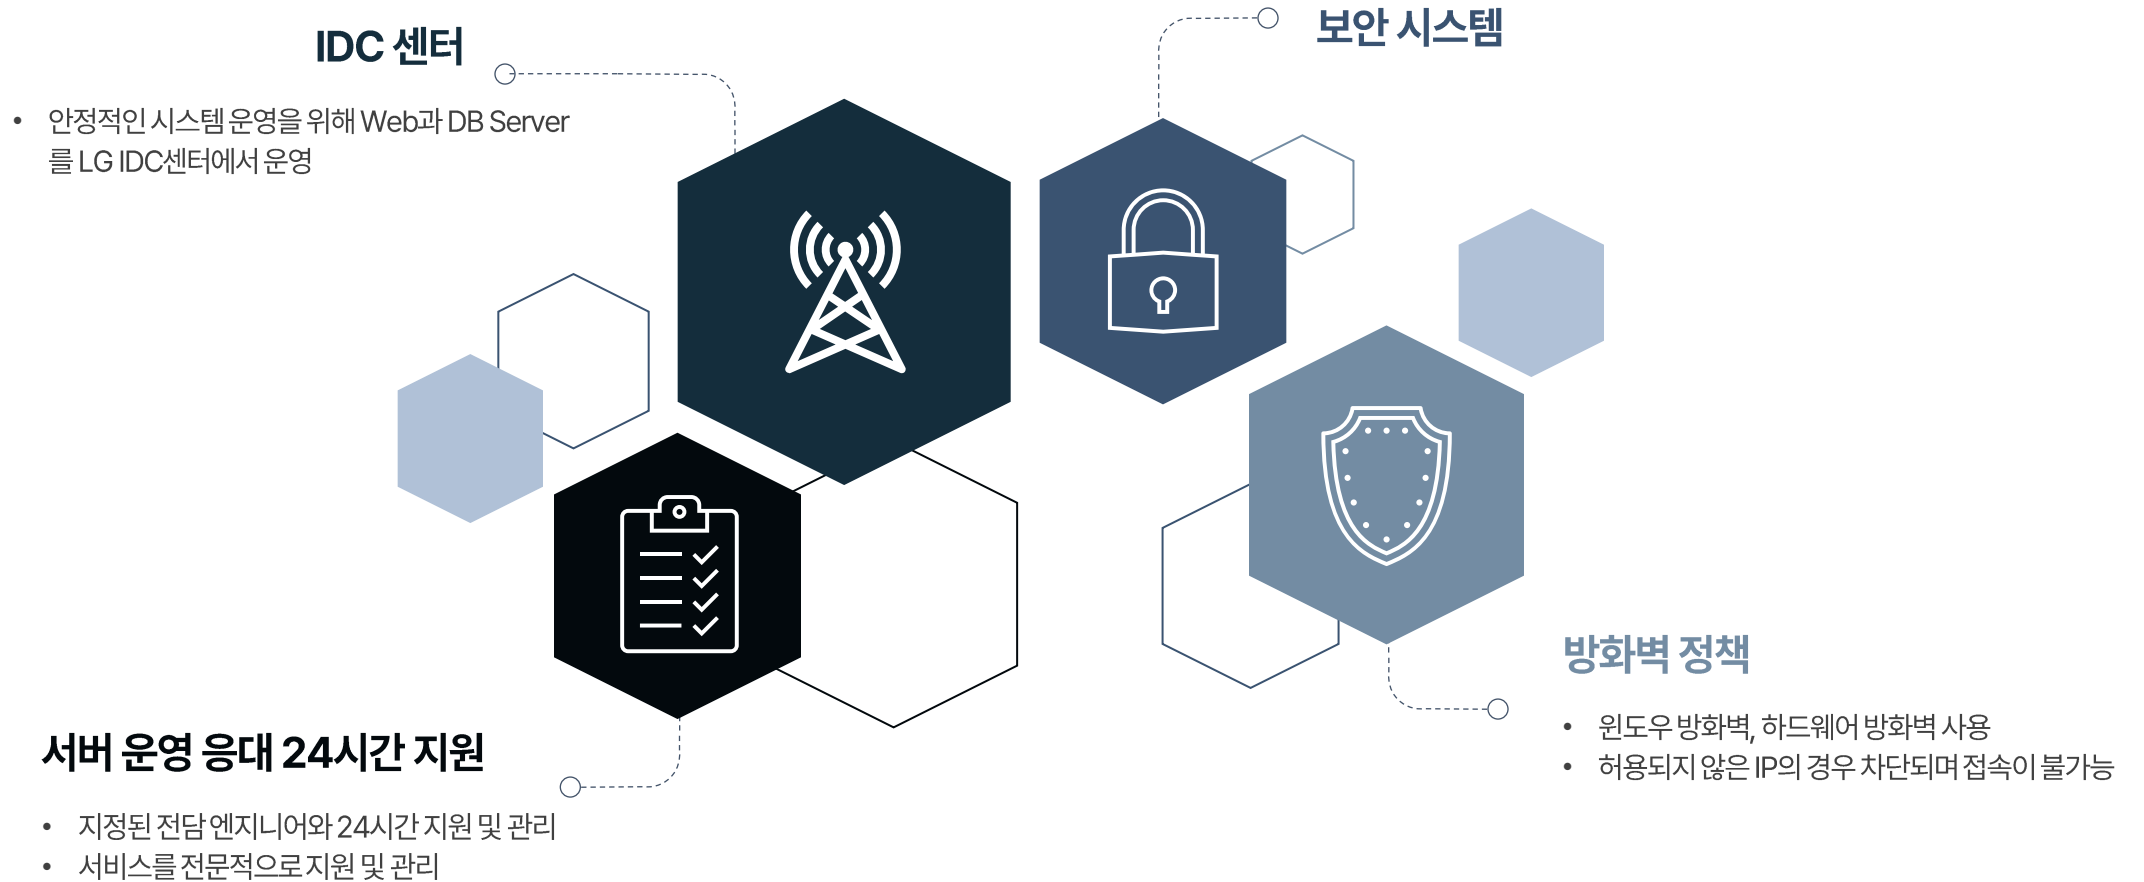 IDC 센터
• 안정적인 시스템 운영을 위해 Web과 DB Server
를 LG IDC센터에서 운영
보안 시스템
서버 운영 응대 24시간 지원
• 지정된 전담 엔지니어와 24시간 지원 및 관리
• 서비스를 전문적으로 지원 및 관리
방화벽 정책
• 윈도우 방화벽, 하드웨어 방화벽 사용
• 허용되지 않은 IP의 경우 차단되며 접속이 불가능